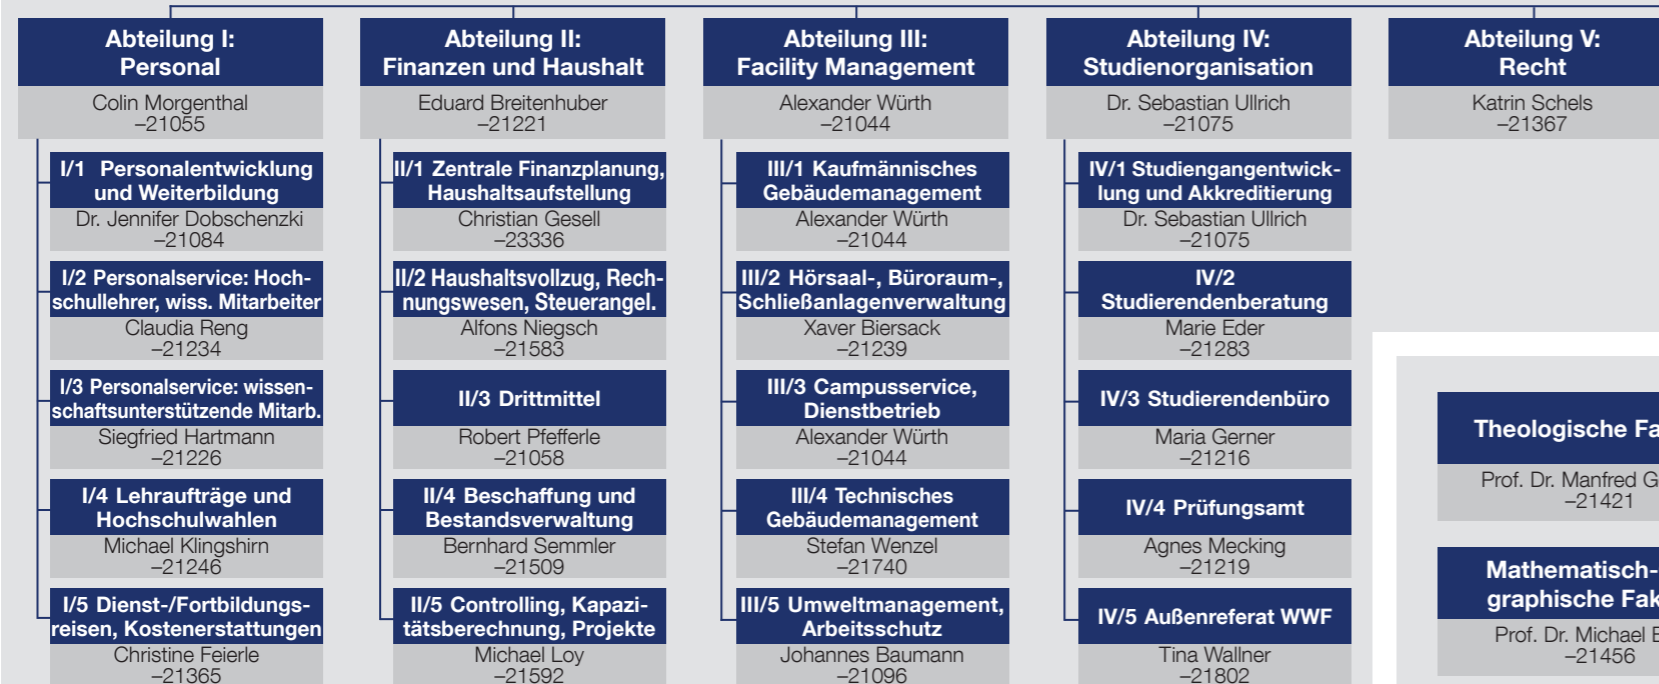 Abteilung I:
Personal
Colin Morgenthal
–21055
I/1 Personalentwicklung
und Weiterbildung
Dr. Jennifer Dobschenzki
–21084
I/2 Personalservice: Hoch-
schullehrer, wiss. Mitarbeiter
Claudia Reng
–21234
I/3 Personalservice: wissen-
schaftsunterstützende Mitarb.
Siegfried Hartmann
–21226
I/4 Lehraufträge und
Hochschulwahlen
Michael Klingshirn
–21246
I/5 Dienst-/Fortbildungs-
reisen, Kostenerstattungen
Christine Feierle
–21365
Abteilung II:
Finanzen und Haushalt
Eduard Breitenhuber
–21221
II/1 Zentrale Finanzplanung,
Haushaltsaufstellung
Christian Gesell
–23336
II/2 Haushaltsvollzug, Rech-
nungswesen, Steuerangel.
Alfons Niegsch
–21583
II/3 Drittmittel
Robert Pfefferle
–21058
II/4 Beschaffung und
Bestandsverwaltung
Bernhard Semmler
–21509
II/5 Controlling, Kapazi-
tätsberechnung, Projekte
Michael Loy
–21592
Abteilung III:
Facility Management
Alexander Würth
–21044
III/1 Kaufmännisches
Gebäudemanagement
Alexander Würth
–21044
III/2 Hörsaal-, Büroraum-,
Schließanlagenverwaltung
Xaver Biersack
–21239
III/3 Campusservice,
Dienstbetrieb
Alexander Würth
–21044
III/4 Technisches
Gebäudemanagement
Stefan Wenzel
–21740
III/5 Umweltmanagement,
Arbeitsschutz
Johannes Baumann
–21096
Abteilung IV:
Studienorganisation
Dr. Sebastian Ullrich
–21075
IV/1 Studiengangentwick-
lung und Akkreditierung
Dr. Sebastian Ullrich
–21075
IV/2
Studierendenberatung
Marie Eder
–21283
IV/3 Studierendenbüro
Maria Gerner
–21216
IV/4 Prüfungsamt
Agnes Mecking
–21219
IV/5 Außenreferat WWF
Tina Wallner
–21802
Abteilung V:
Recht
Katrin Schels
–21367
Theologische
Prof. Dr. Manfred
–21421
Mathematisch-
graphische
Prof. Dr. Michael
–21456